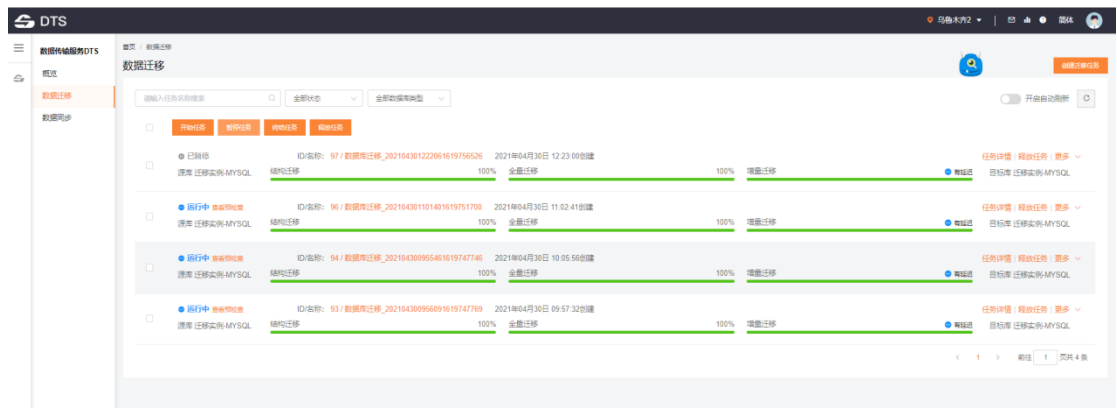 DTS
乌鲁木齐2
简体
数据传输服务DTS
概览
数据迁移
数据同步
首页 / 数据迁移
数据迁移
创建迁移任务
请输入任务名称搜索 全部状态 全部数据库类型 开启自动刷新
开始任务 暂停任务 终结任务 释放任务
已暂停 ID/名称: 97 / 数据库迁移_202104301222061619756526 2021年04月30日 12:23:00创建 任务详情 | 释放任务 | 更多
源库 迁移实例-MYSQL 结构迁移 100% 全量迁移 100% 增量迁移 有延迟 目标库 迁移实例-MYSQL
运行中 查看预检查 ID/名称: 96 / 数据库迁移_202104301101401619751700 2021年04月30日 11:02:41创建 任务详情 | 释放任务 | 更多
源库 迁移实例-MYSQL 结构迁移 100% 全量迁移 100% 增量迁移 有延迟 目标库 迁移实例-MYSQL
运行中 查看预检查 ID/名称: 94 / 数据库迁移_202104300955461619747746 2021年04月30日 10:05:56创建 任务详情 | 释放任务 | 更多
源库 迁移实例-MYSQL 结构迁移 100% 全量迁移 100% 增量迁移 有延迟 目标库 迁移实例-MYSQL
运行中 查看预检查 ID/名称: 93 / 数据库迁移_202104300956091619747769 2021年04月30日 09:57:32创建 任务详情 | 释放任务 | 更多
源库 迁移实例-MYSQL 结构迁移 100% 全量迁移 100% 增量迁移 有延迟 目标库 迁移实例-MYSQL
< 1 > 前往 1 页共 4 条